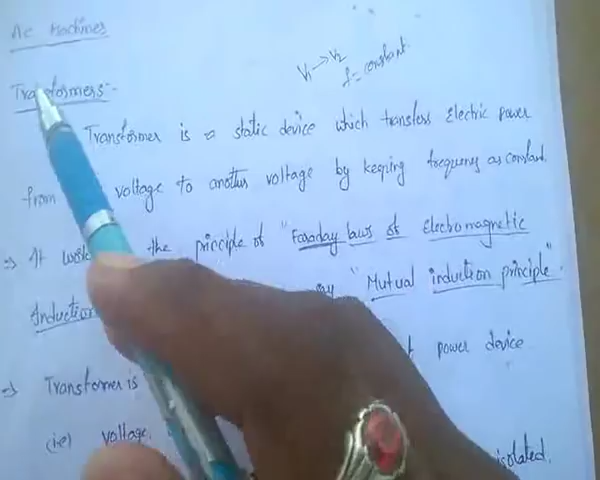 Ac Machines
V1 → V2
f = constant.
Transformers:-
Transformer is a static device which transfess Electric power
from voltage to another voltage by keeping frequency as constant.
⇒ It the principle of "Faraday laws of Electromagnetic
Induction "Mutual induction principle".
power device
⇒ Transformer is
(ie) voltage isolated.